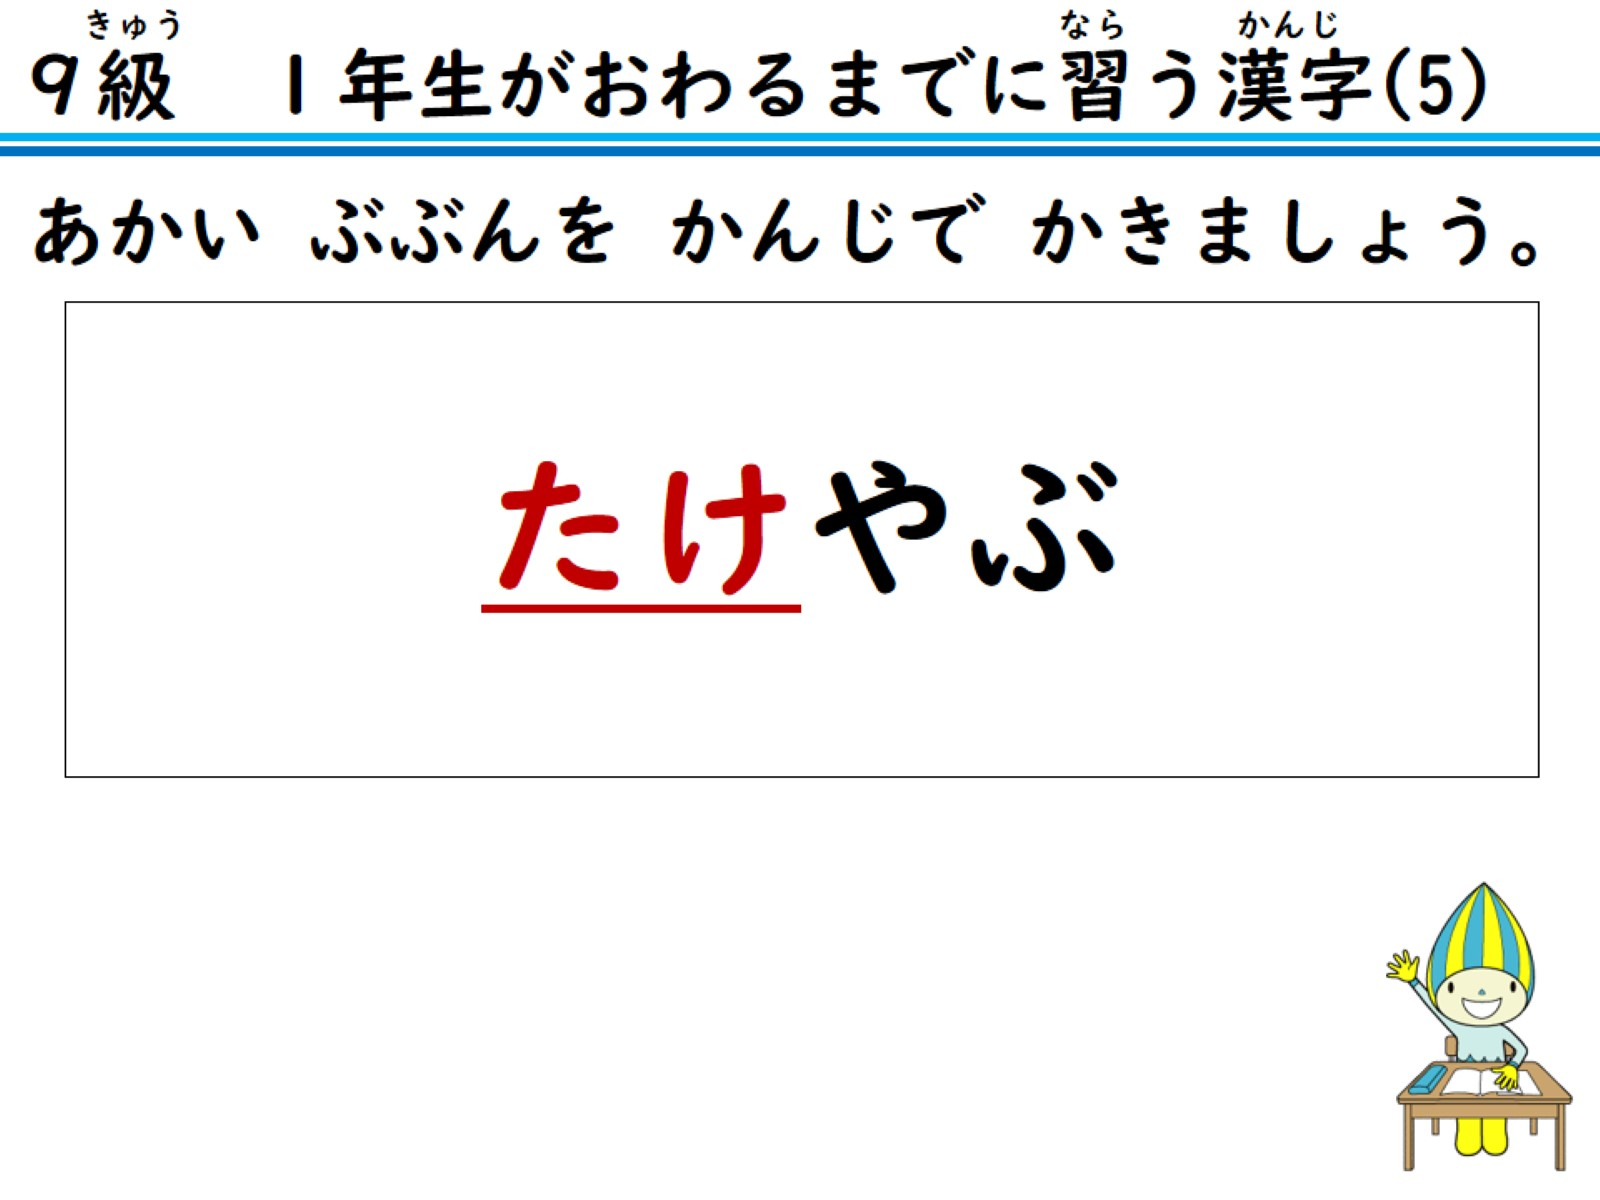 きゅう なら かんじ
9級 1年生がおわるまでに習う漢字(5)
あかい ぶぶんを かんじで かきましょう。
たけやぶ